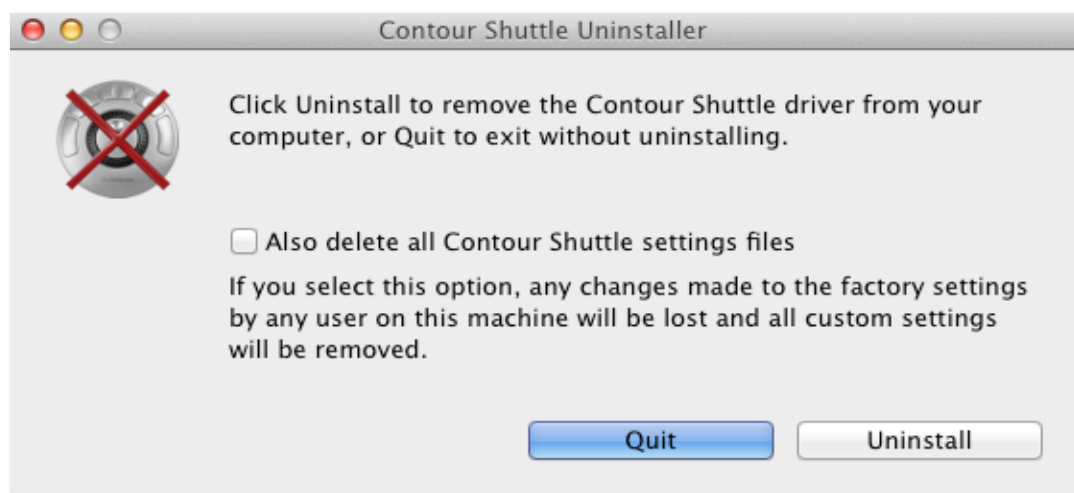 Contour Shuttle Uninstaller
Click Uninstall to remove the Contour Shuttle driver from your
computer, or Quit to exit without uninstalling.
Also delete all Contour Shuttle settings files
If you select this option, any changes made to the factory settings
by any user on this machine will be lost and all custom settings
will be removed.
Quit
Uninstall